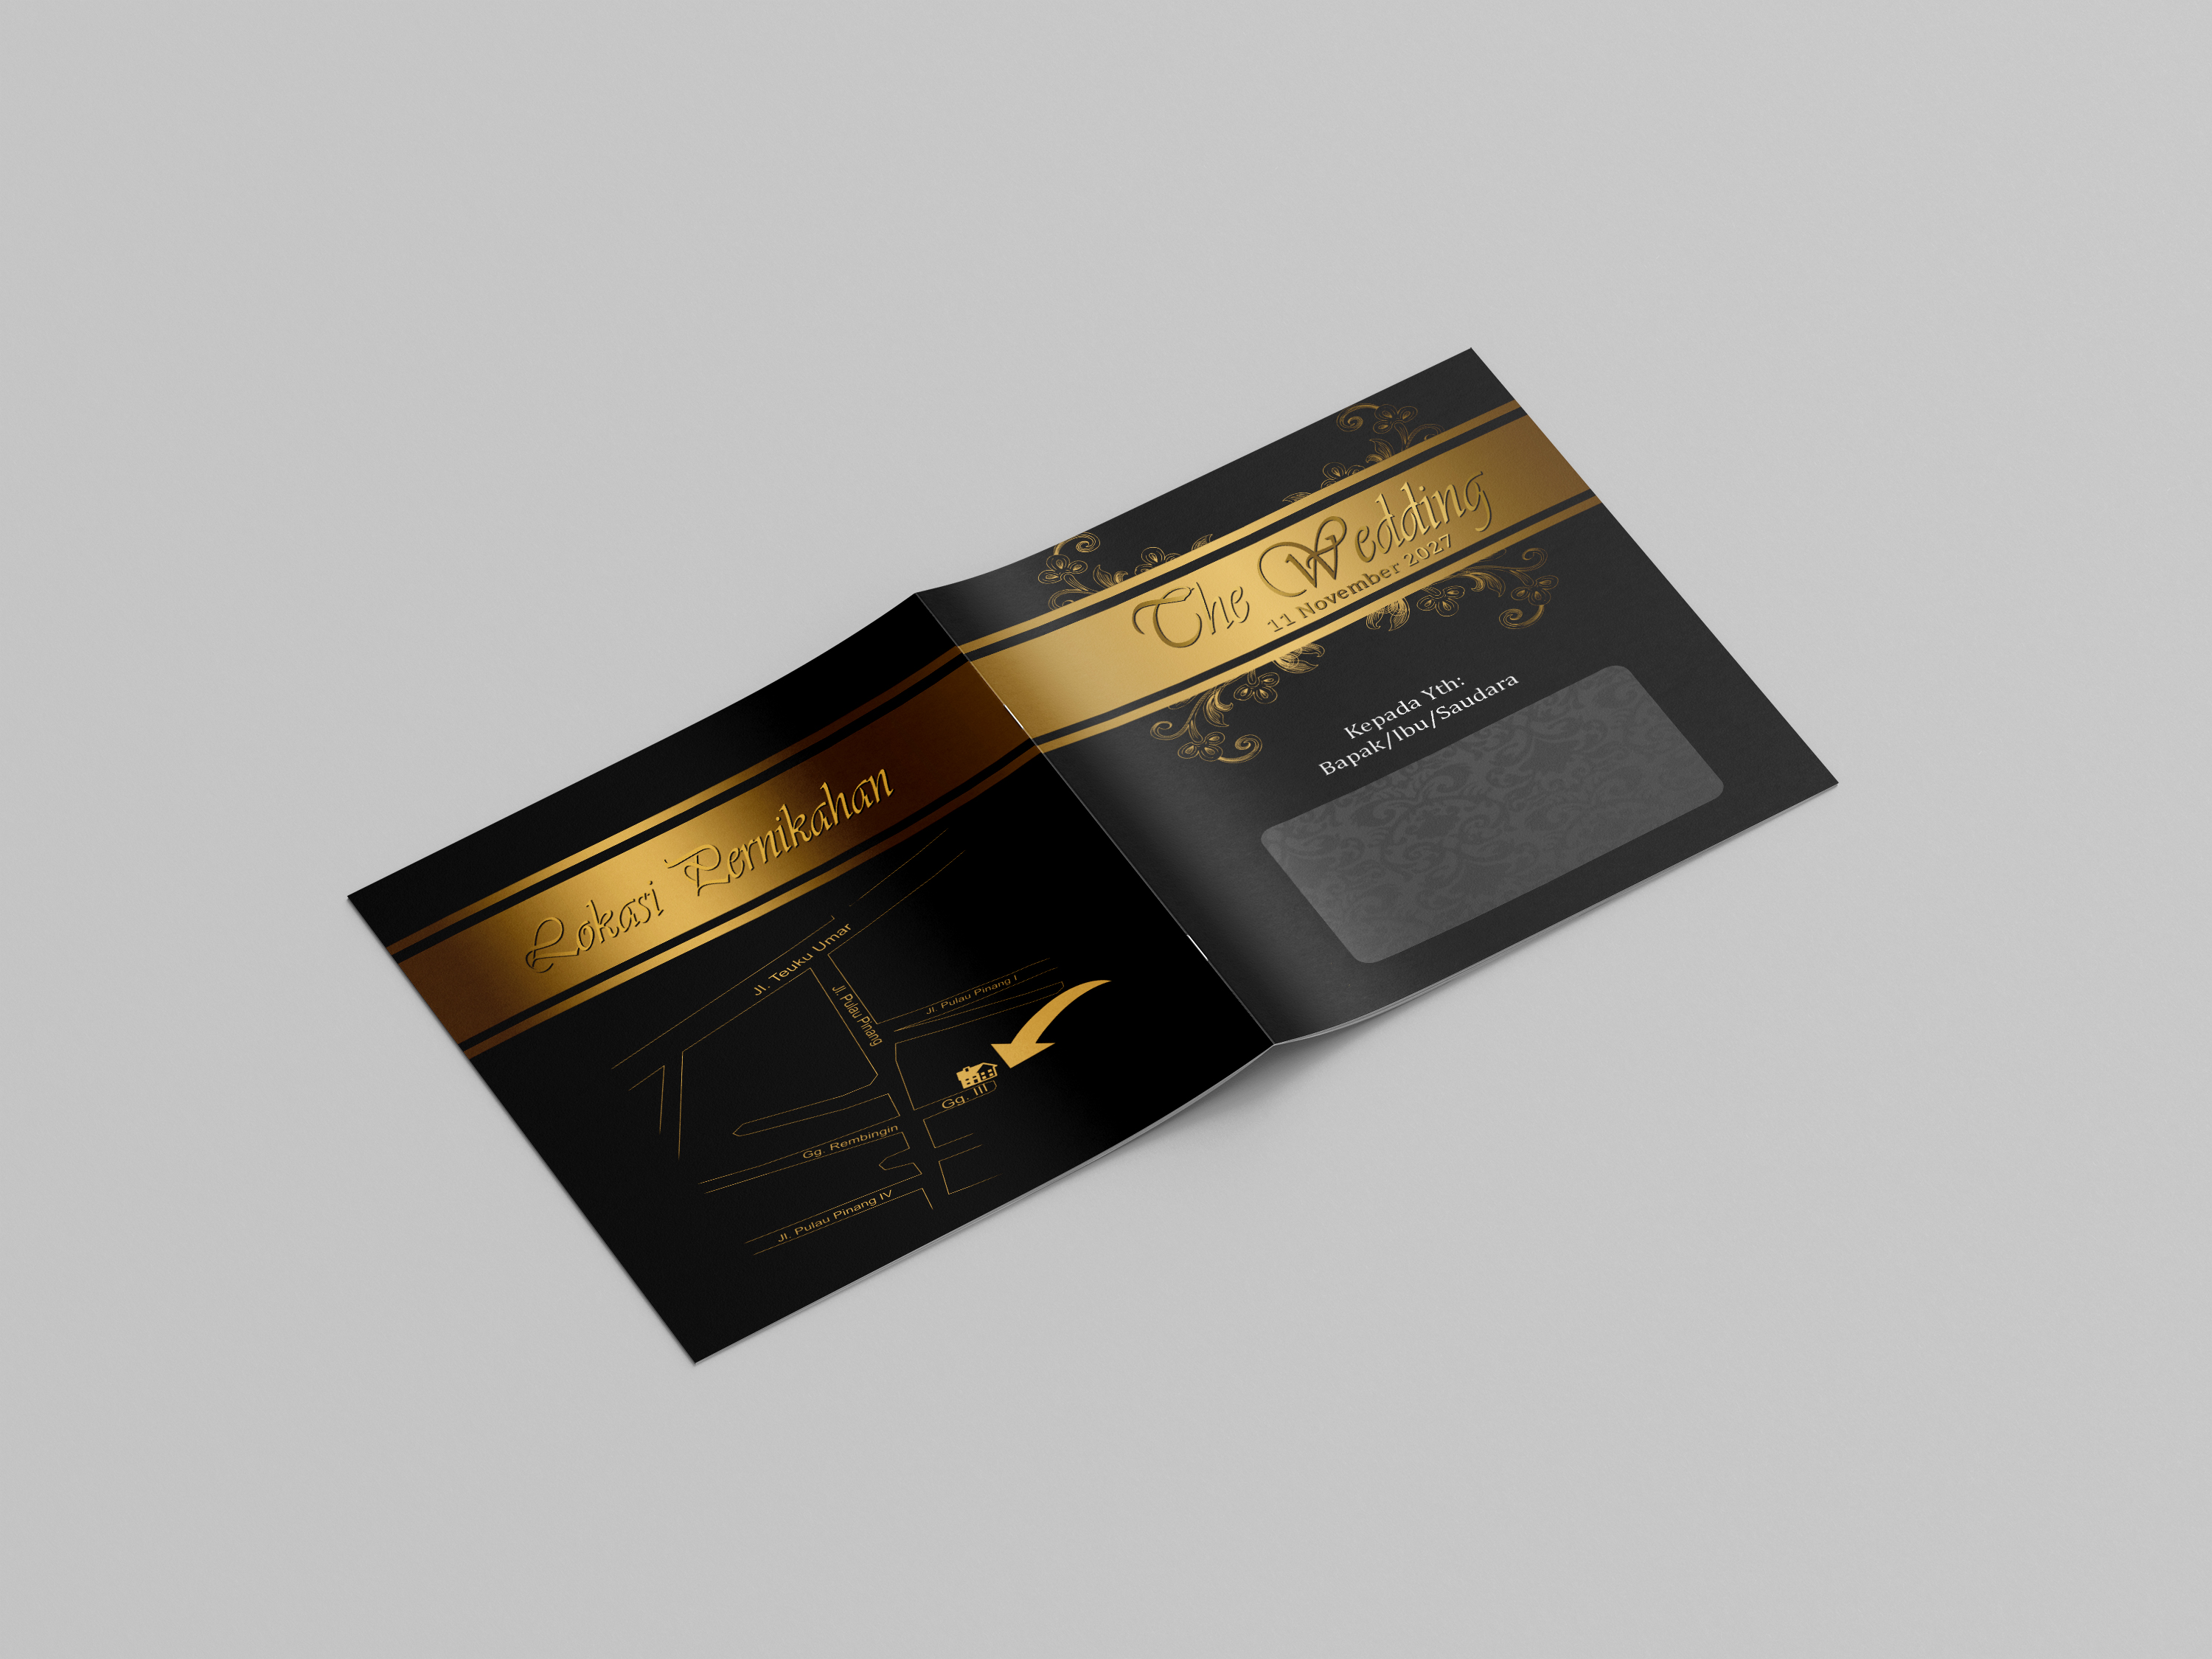 Lokasi Pernikahan
Jl. Teuku Umar
Jl. Pulau Pinang
Jl. Pulau Pinang I
Gg. III
Gg. Rembingin
Jl. Pulau Pinang IV
The Wedding
11 November 2027
Kepada Yth:
Bapak/Ibu/Saudara